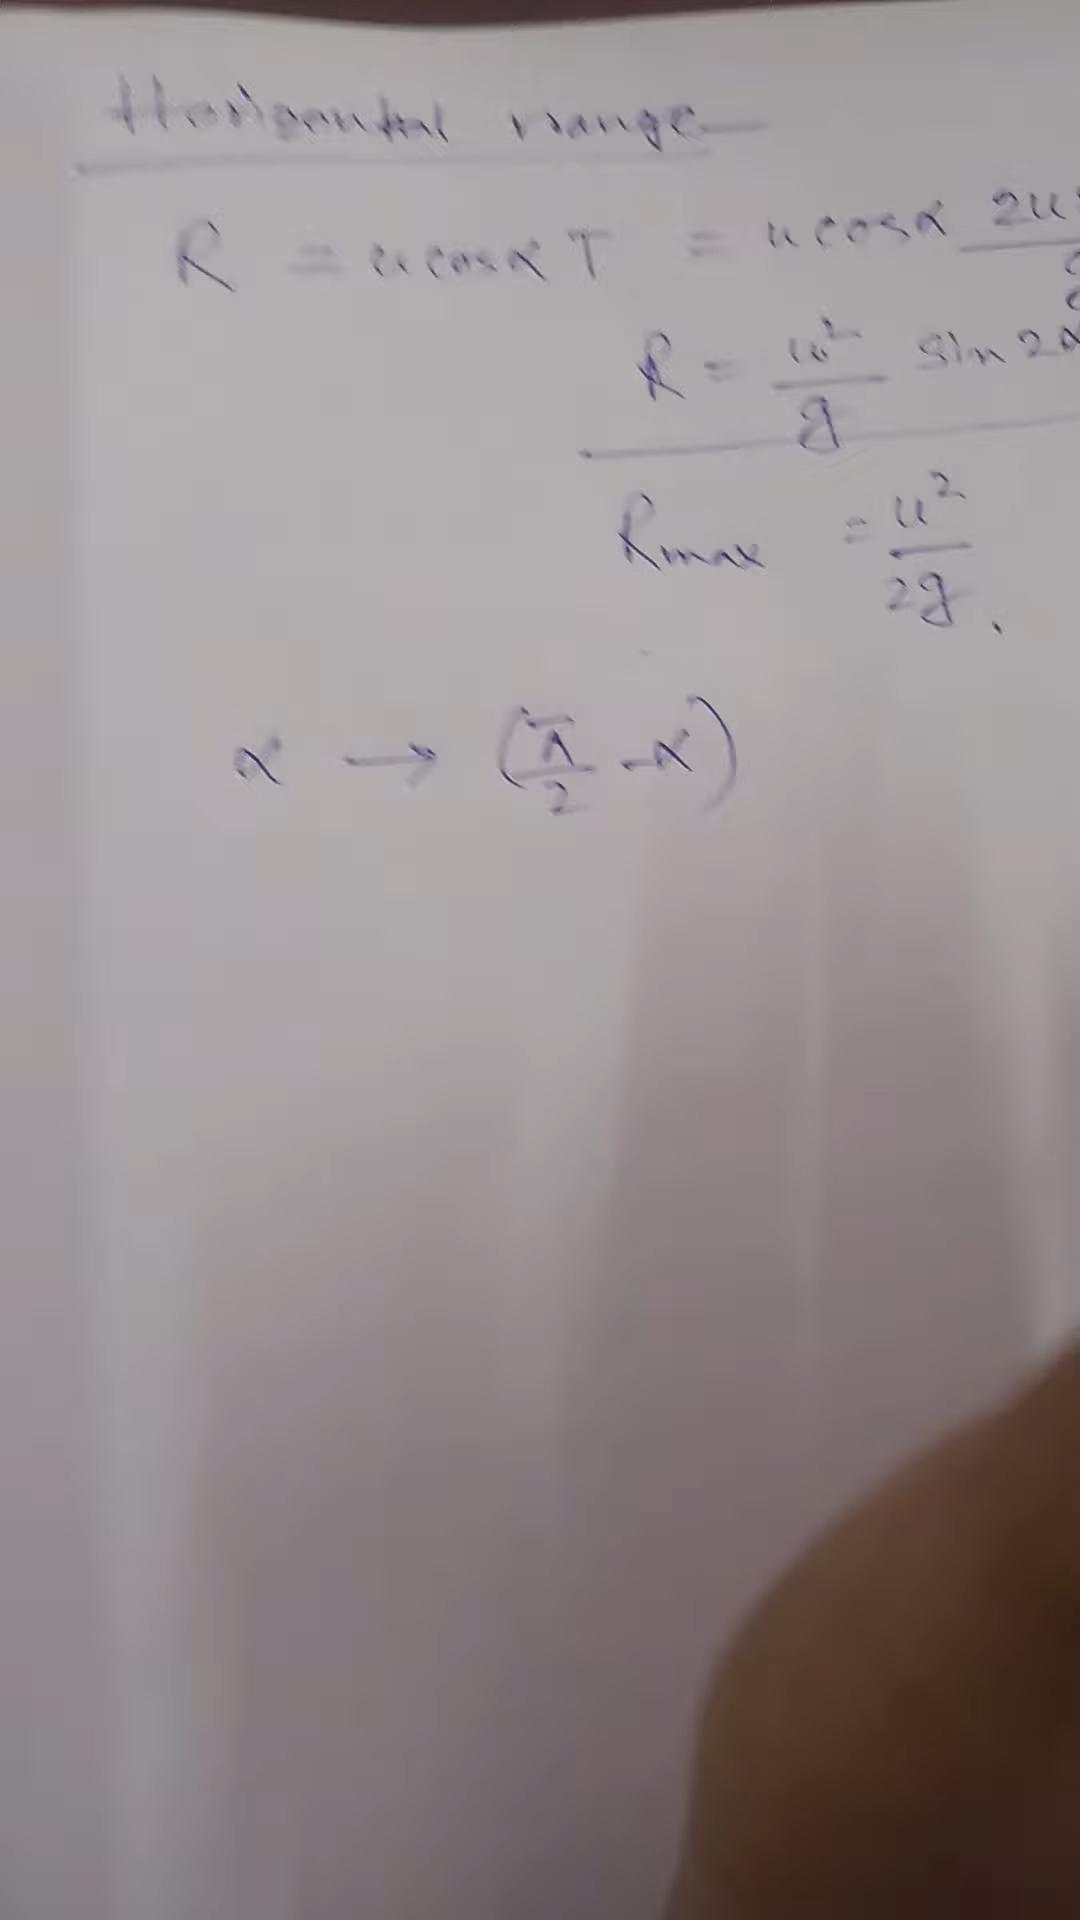 Horizontal range
R = u cosα T = u cosα 2u
R = u²/g sin 2α
Rmax = u²/2g.
α → (π/2 - α)